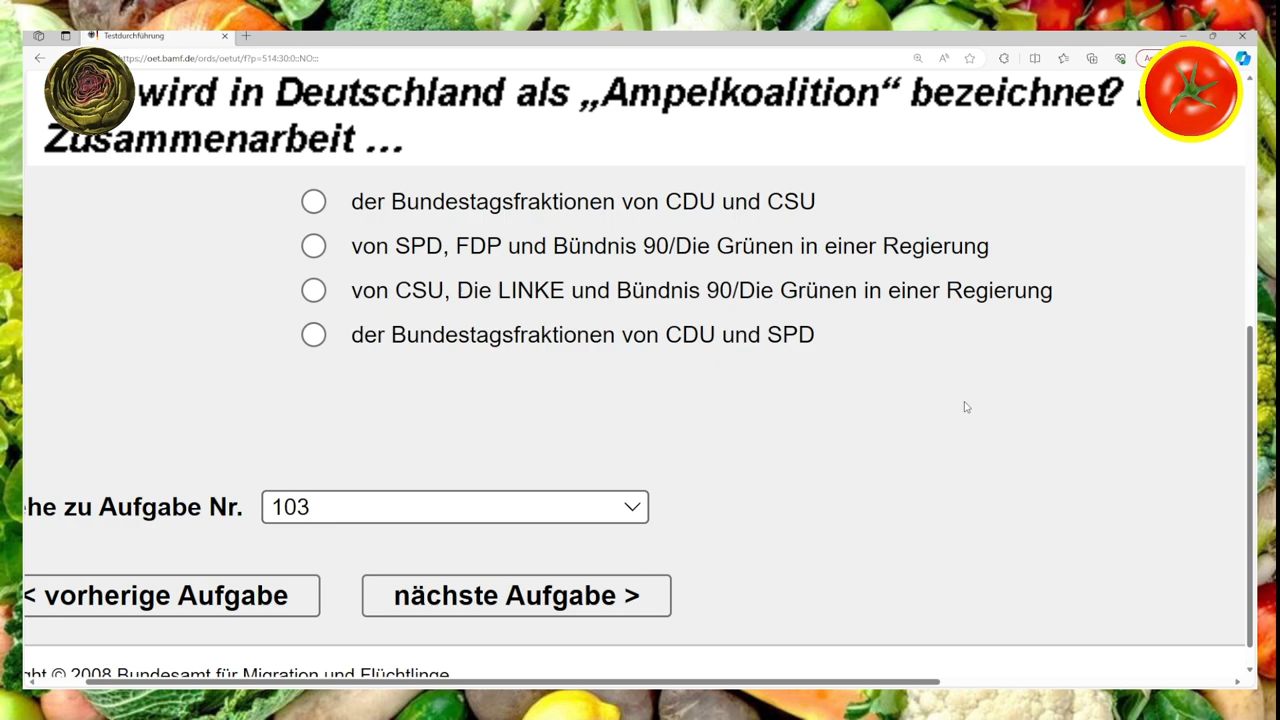 Testdurchführung
https://oet.bamf.de/ords/oetut/f?p=514:30:0::NO:::
wird in Deutschland als „Ampelkoalition“ bezeichnet?
Zusammenarbeit ...
der Bundestagsfraktionen von CDU und CSU
von SPD, FDP und Bündnis 90/Die Grünen in einer Regierung
von CSU, Die LINKE und Bündnis 90/Die Grünen in einer Regierung
der Bundestagsfraktionen von CDU und SPD
ehe zu Aufgabe Nr. 103
< vorherige Aufgabe nächste Aufgabe >
ght © 2008 Bundesamt für Migration und Flüchtlinge